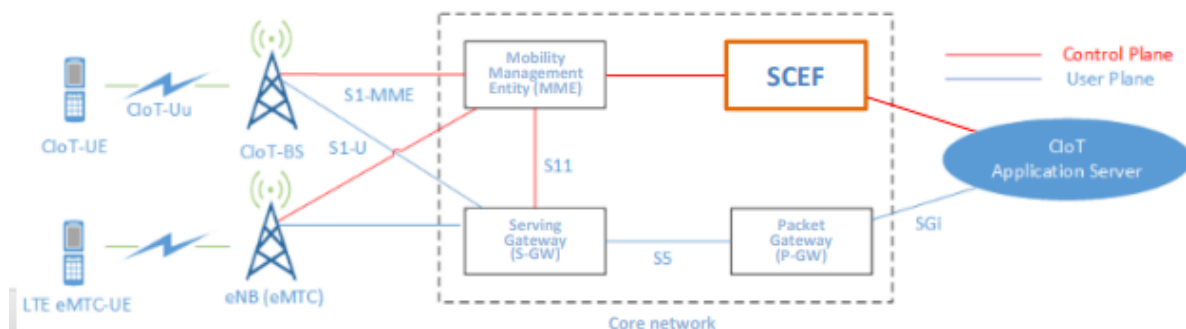 Mobility
Management
Entity (MME)
SCEF
Control Plane
User Plane
S1-MME
CIoT-Uu
CIoT-UE
CIoT-BS
S1-U
S11
CIoT
Application Server
Serving
Gateway
(S-GW)
Packet
Gateway
(P-GW)
SGi
S5
LTE eMTC-UE
eNB (eMTC)
Core network